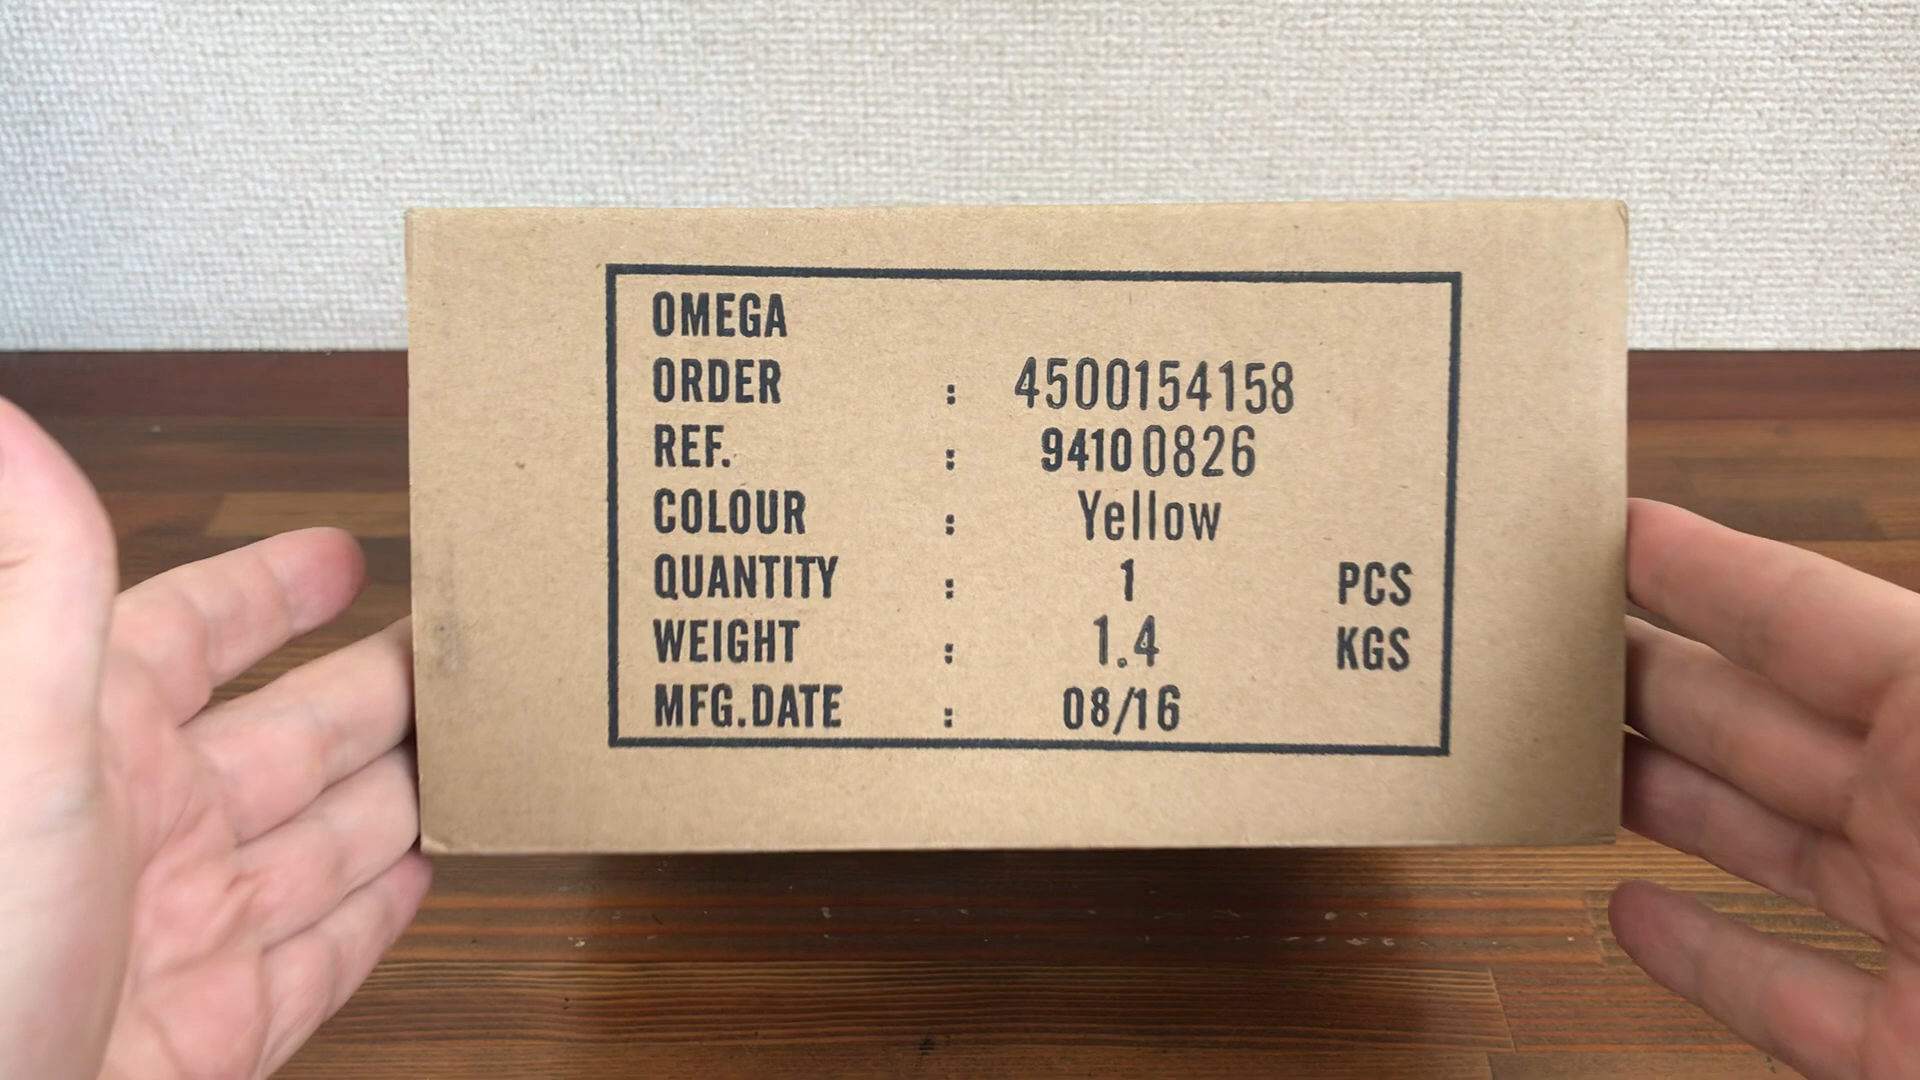 OMEGA
ORDER : 4500154158
REF. : 94100826
COLOUR : Yellow
QUANTITY : 1 PCS
WEIGHT : 1.4 KGS
MFG.DATE : 08/16